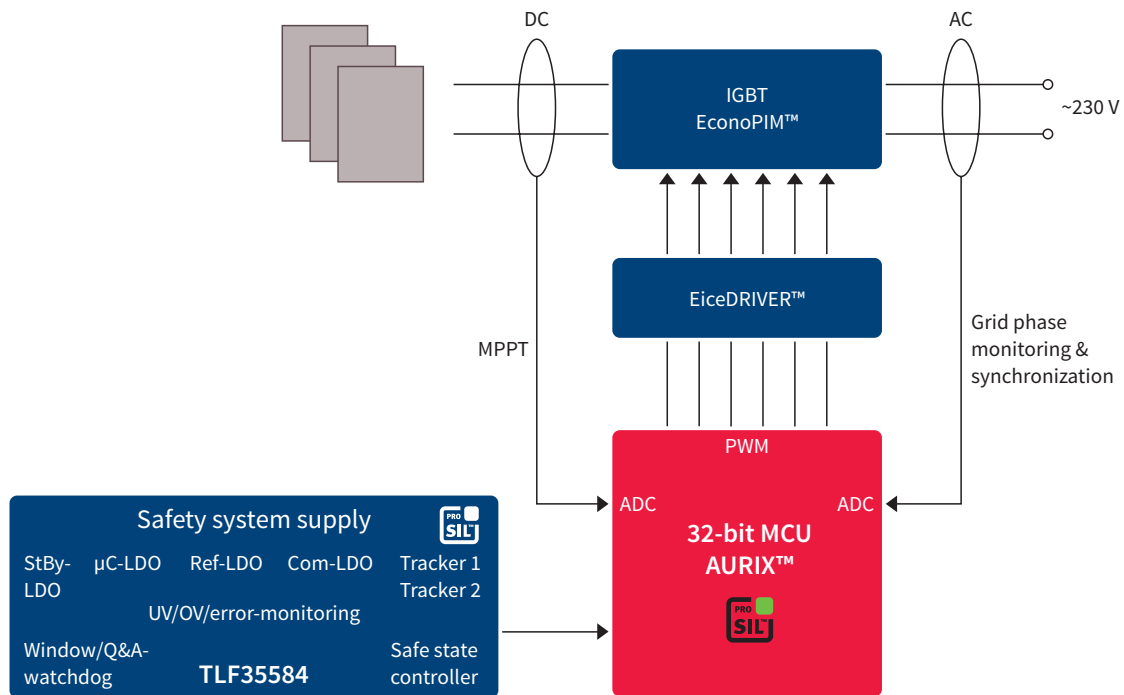 DC
AC
IGBT
EconoPIM™
~230 V
EiceDRIVER™
MPPT
Grid phase
monitoring &
synchronization
PWM
ADC
ADC
32-bit MCU
AURIX™
PRO
SIL™
Safety system supply
PRO
SIL™
StBy-
LDO
µC-LDO
Ref-LDO
Com-LDO
Tracker 1
Tracker 2
UV/OV/error-monitoring
Window/Q&A-
watchdog
TLF35584
Safe state
controller